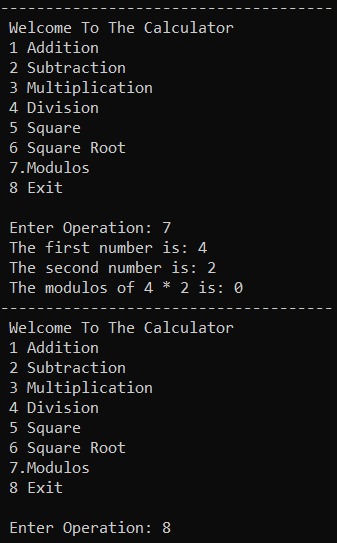 -------------------------------------
Welcome To The Calculator
1 Addition
2 Subtraction
3 Multiplication
4 Division
5 Square
6 Square Root
7.Modulos
8 Exit
Enter Operation: 7
The first number is: 4
The second number is: 2
The modulos of 4 * 2 is: 0
-------------------------------------
Welcome To The Calculator
1 Addition
2 Subtraction
3 Multiplication
4 Division
5 Square
6 Square Root
7.Modulos
8 Exit
Enter Operation: 8